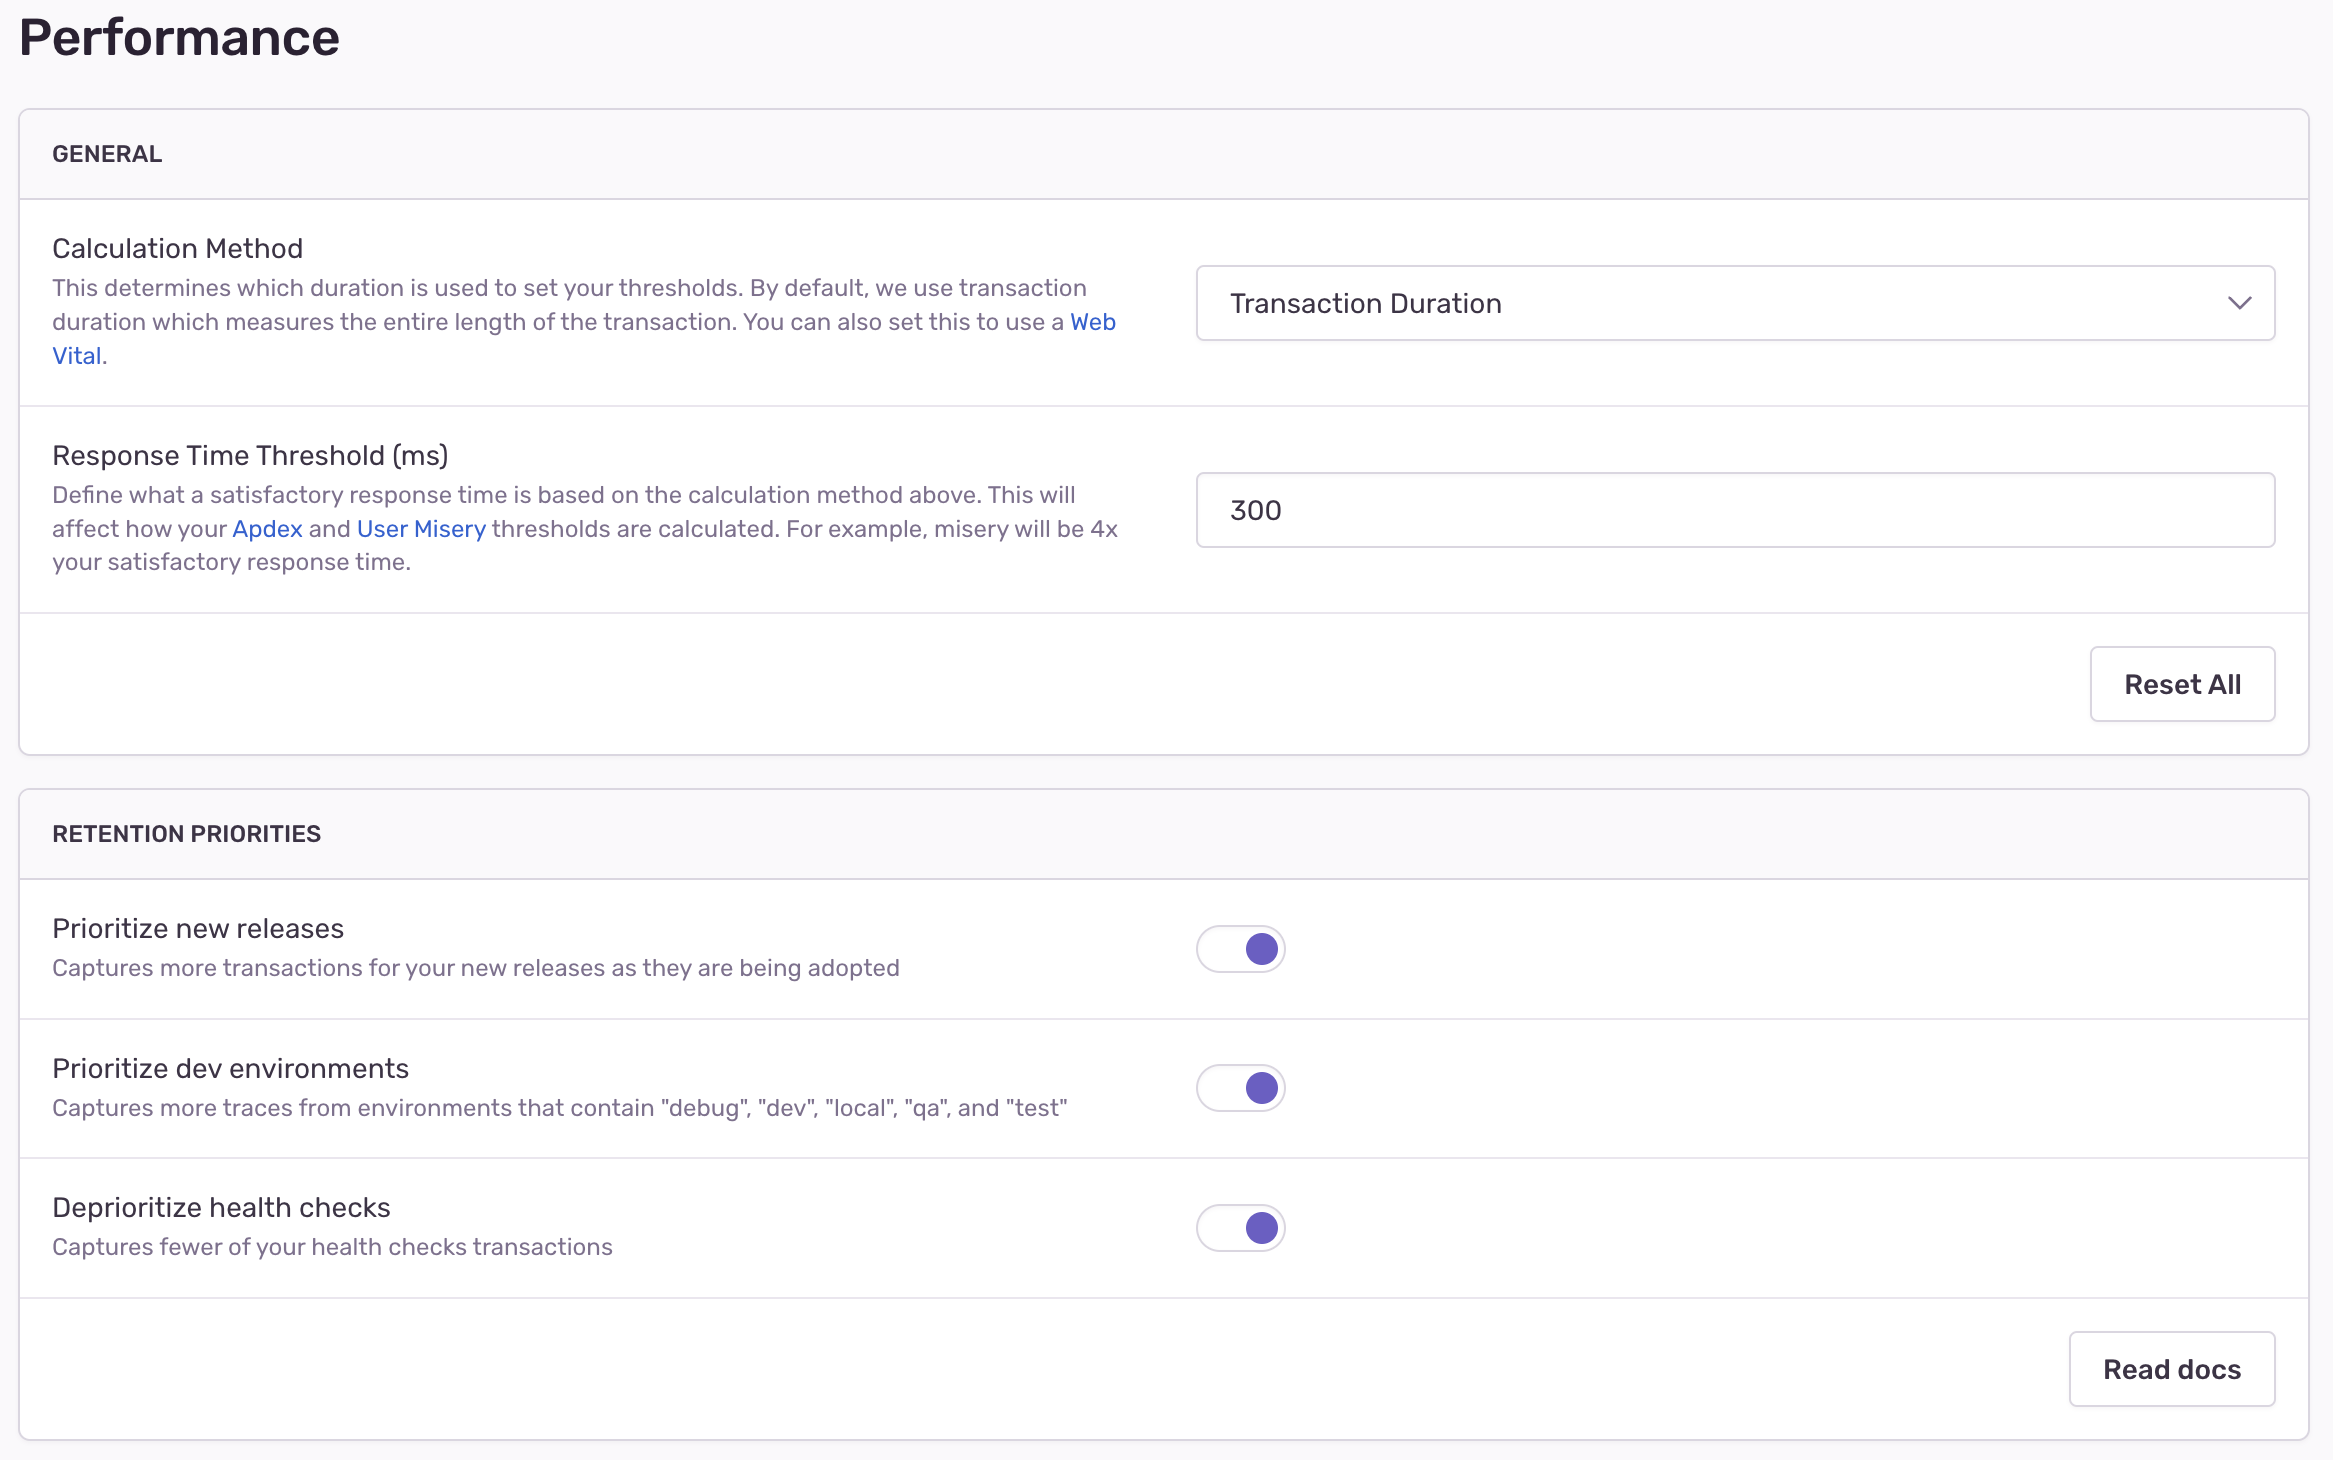 Performance
GENERAL
Calculation Method
This determines which duration is used to set your thresholds. By default, we use transaction
duration which measures the entire length of the transaction. You can also set this to use a Web
Vital.
Transaction Duration
Response Time Threshold (ms)
Define what a satisfactory response time is based on the calculation method above. This will
affect how your Apdex and User Misery thresholds are calculated. For example, misery will be 4x
your satisfactory response time.
300
Reset All
RETENTION PRIORITIES
Prioritize new releases
Captures more transactions for your new releases as they are being adopted
Prioritize dev environments
Captures more traces from environments that contain "debug", "dev", "local", "qa", and "test"
Deprioritize health checks
Captures fewer of your health checks transactions
Read docs